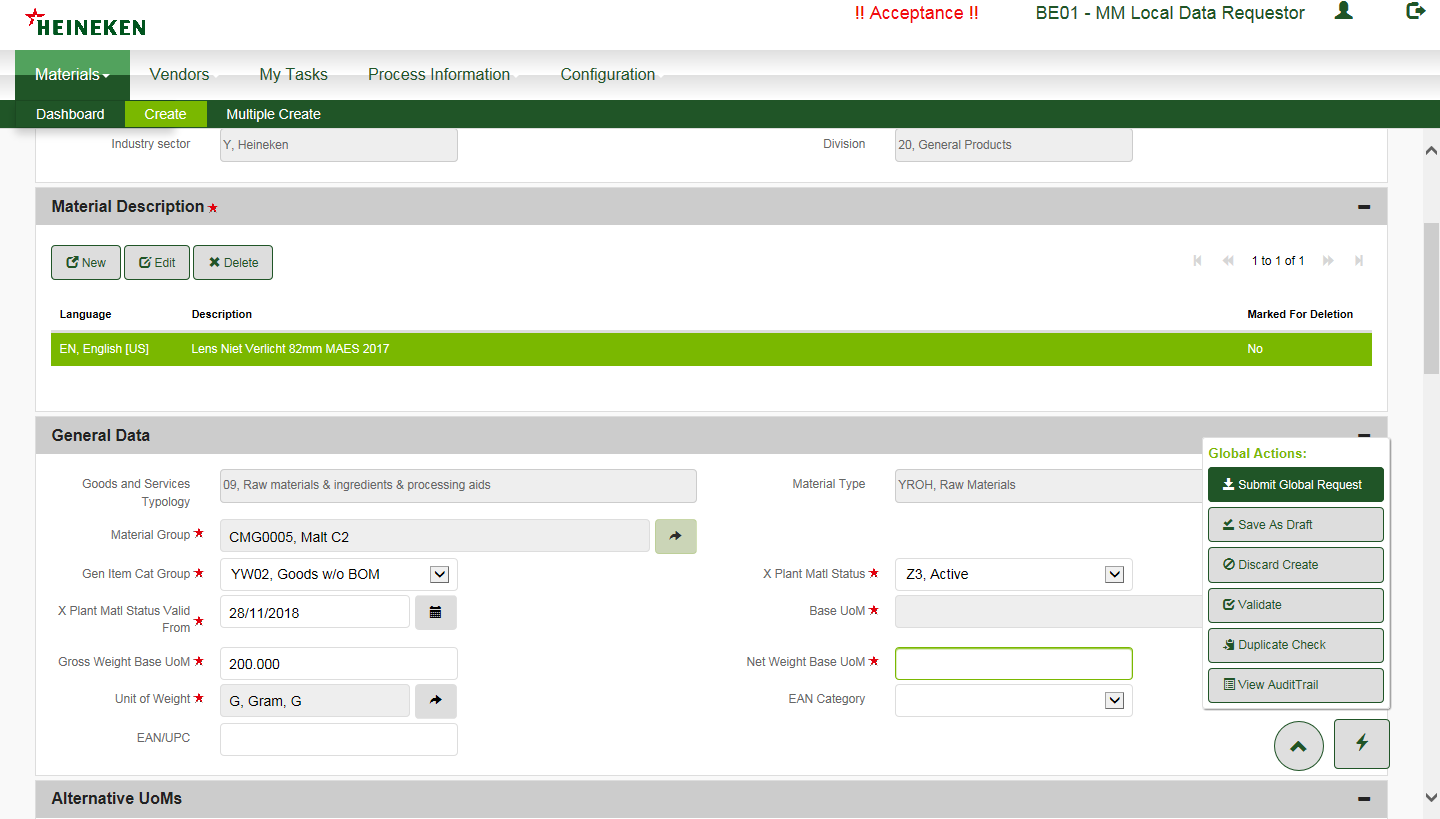 HEINEKEN
!! Acceptance !!
BE01 - MM Local Data Requestor
Materials
Vendors
My Tasks
Process Information
Configuration
Dashboard
Create
Multiple Create
Industry sector
Y, Heineken
Division
20, General Products
Material Description
New
Edit
Delete
1 to 1 of 1
Language
Description
Marked For Deletion
EN, English [US]
Lens Niet Verlicht 82mm MAES 2017
No
General Data
Goods and Services
Typology
09, Raw materials & ingredients & processing aids
Material Type
YROH, Raw Materials
Material Group
CMG0005, Malt C2
Gen Item Cat Group
YW02, Goods w/o BOM
X Plant Matl Status
Z3, Active
X Plant Matl Status Valid
From
28/11/2018
Base UoM
Gross Weight Base UoM
200.000
Net Weight Base UoM
Unit of Weight
G, Gram, G
EAN Category
EAN/UPC
Global Actions:
Submit Global Request
Save As Draft
Discard Create
Validate
Duplicate Check
View AuditTrail
Alternative UoMs